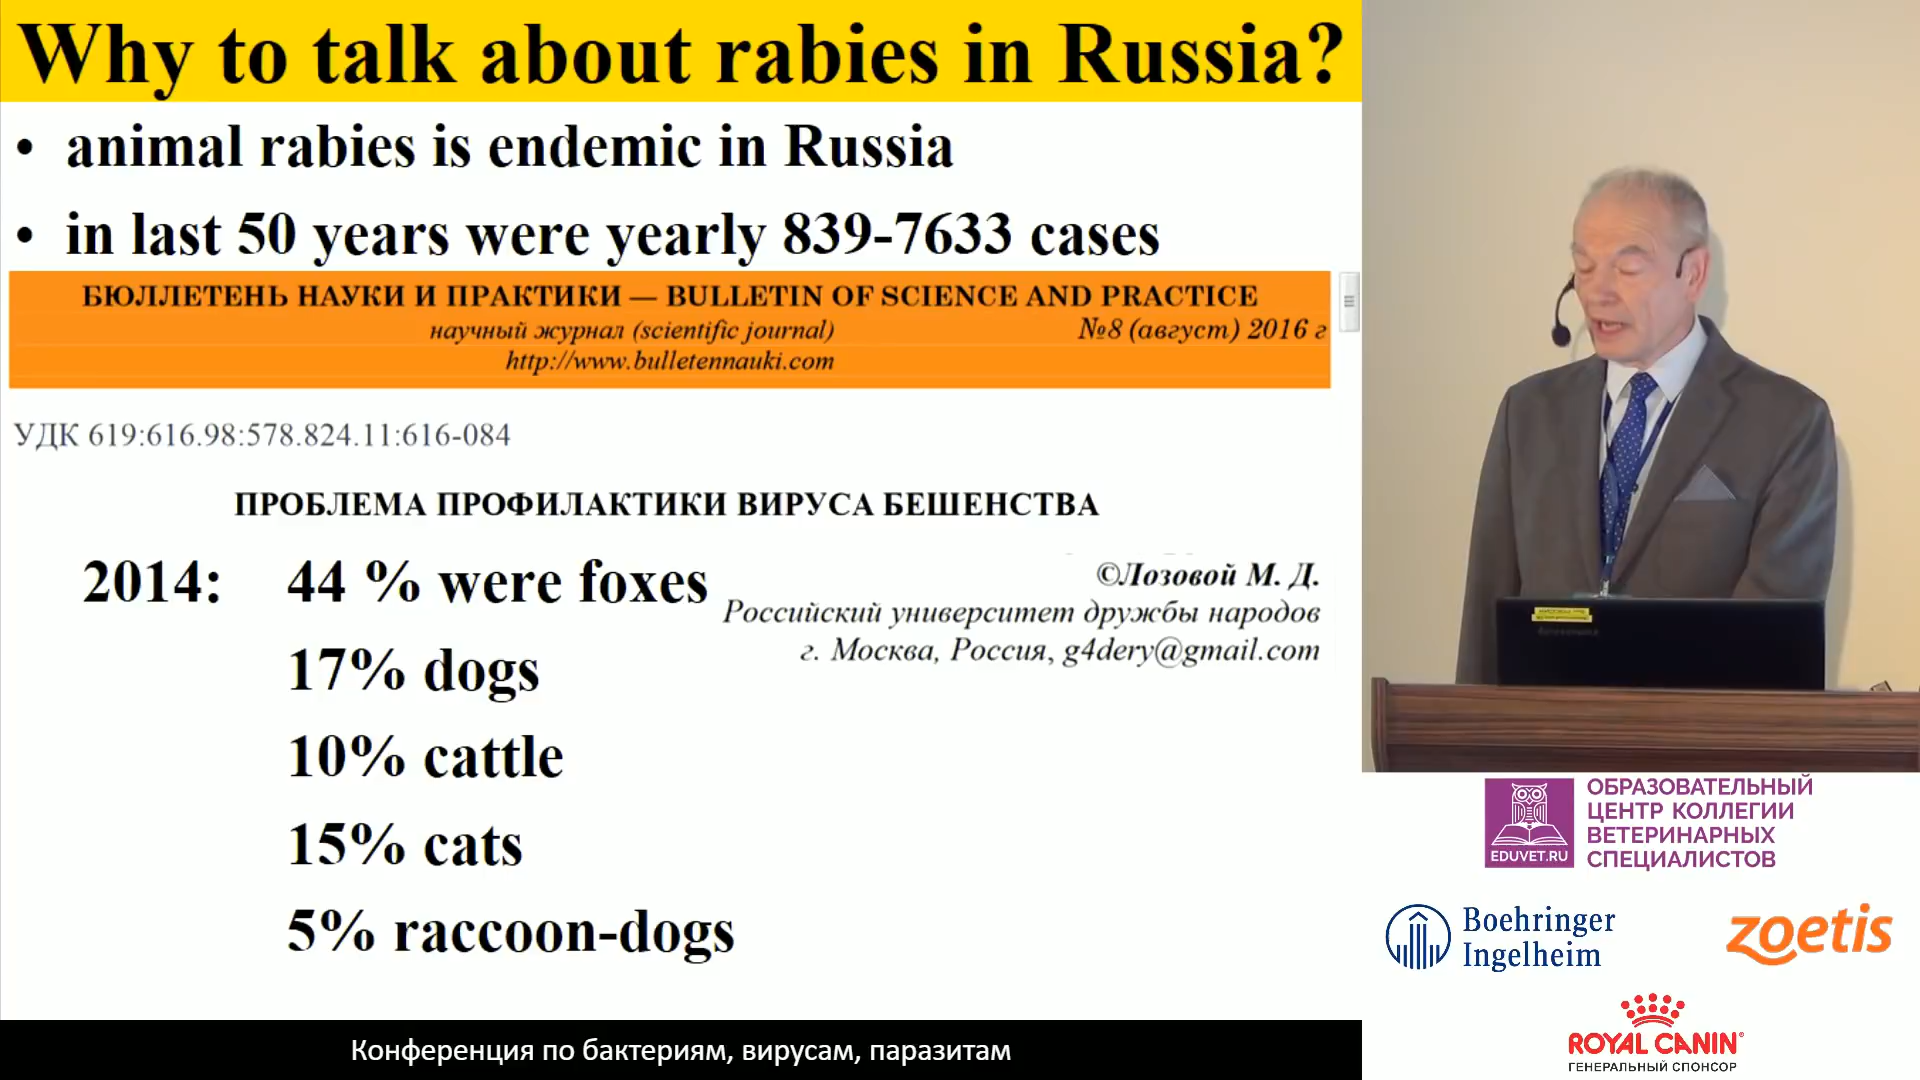 Why to talk about rabies in Russia?
• animal rabies is endemic in Russia
• in last 50 years were yearly 839-7633 cases
БЮЛЛЕТЕНЬ НАУКИ И ПРАКТИКИ — BULLETIN OF SCIENCE AND PRACTICE
научный журнал (scientific journal) №8 (август) 2016 г
http://www.bulletennauki.com
УДК 619:616.98:578.824.11:616-084
ПРОБЛЕМА ПРОФИЛАКТИКИ ВИРУСА БЕШЕНСТВА
©Лозовой М. Д.
Российский университет дружбы народов
г. Москва, Россия, g4dery@gmail.com
2014: 44 % were foxes
17% dogs
10% cattle
15% cats
5% raccoon-dogs
Конференция по бактериям, вирусам, паразитам
EDUVET.RU
ОБРАЗОВАТЕЛЬНЫЙ
ЦЕНТР КОЛЛЕГИИ
ВЕТЕРИНАРНЫХ
СПЕЦИАЛИСТОВ
Boehringer
Ingelheim
zoetis
ROYAL CANIN
ГЕНЕРАЛЬНЫЙ СПОНСОР